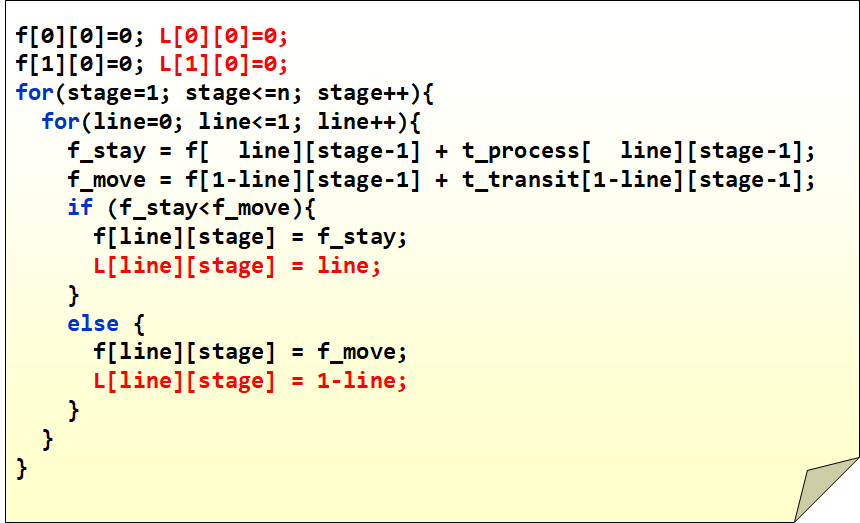 f[0][0]=0; L[0][0]=0;
f[1][0]=0; L[1][0]=0;
for(stage=1; stage<=n; stage++){
  for(line=0; line<=1; line++){
    f_stay = f[  line][stage-1] + t_process[  line][stage-1];
    f_move = f[1-line][stage-1] + t_transit[1-line][stage-1];
    if (f_stay<f_move){
      f[line][stage] = f_stay;
      L[line][stage] = line;
    }
    else {
      f[line][stage] = f_move;
      L[line][stage] = 1-line;
    }
  }
}